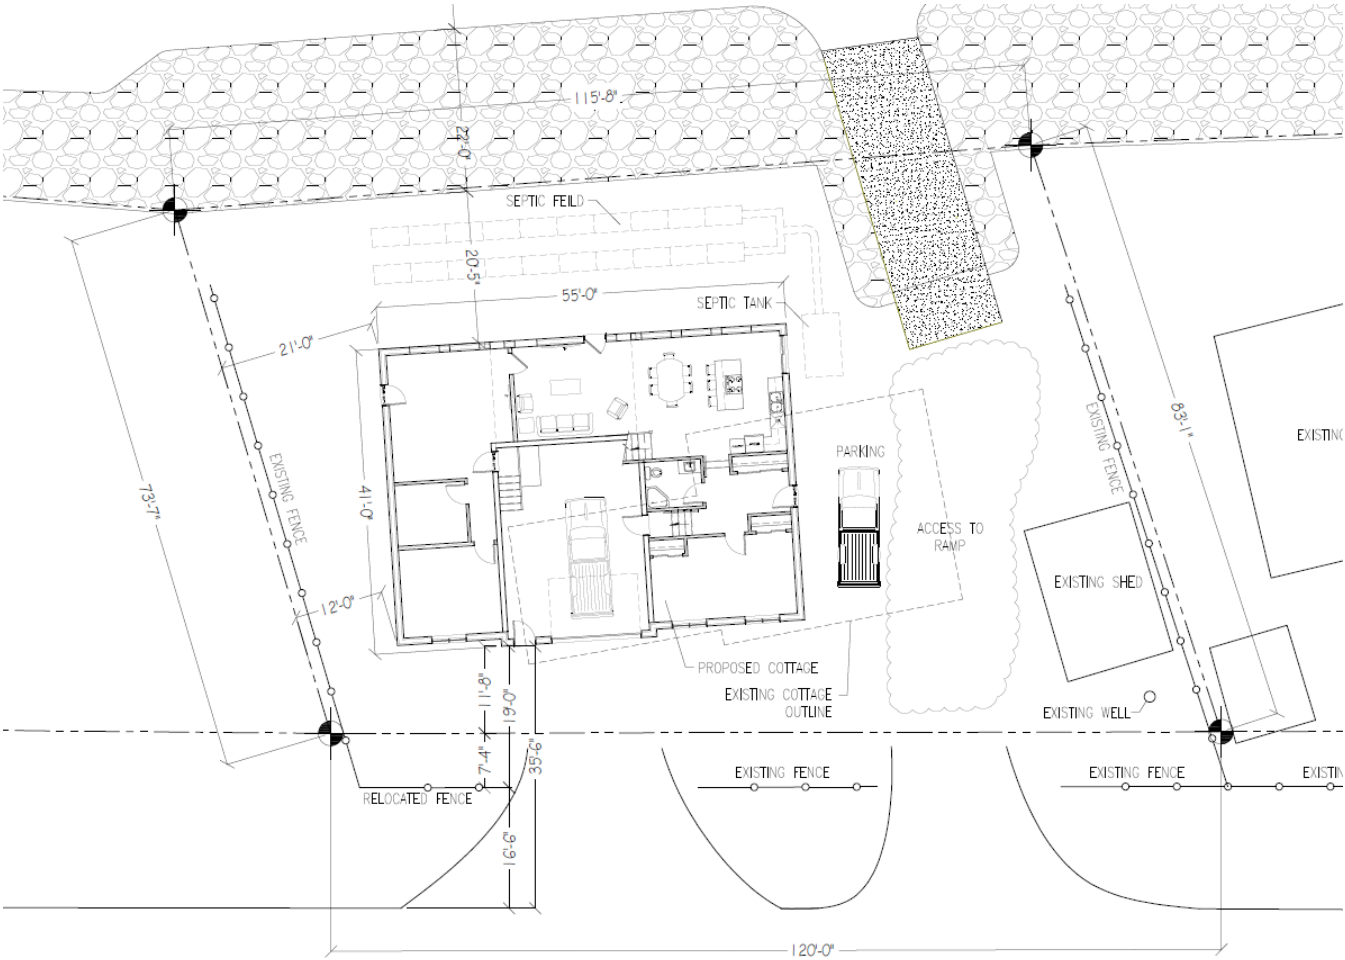 115'-8"
22'-0"
SEPTIC FEILD
20'-5"
55'-0"
SEPTIC TANK
21'-0"
EXISTING FENCE
83'-1"
EXISTING
EXISTING FENCE
PARKING
73'-7"
41'-0"
ACCESS TO
RAMP
EXISTING SHED
12'-0"
PROPOSED COTTAGE
EXISTING COTTAGE
OUTLINE
11'-8"
19'-0"
EXISTING WELL
7'-4"
35'-6"
EXISTING FENCE
EXISTING FENCE
EXISTIN
RELOCATED FENCE
16'-6"
120'-0"